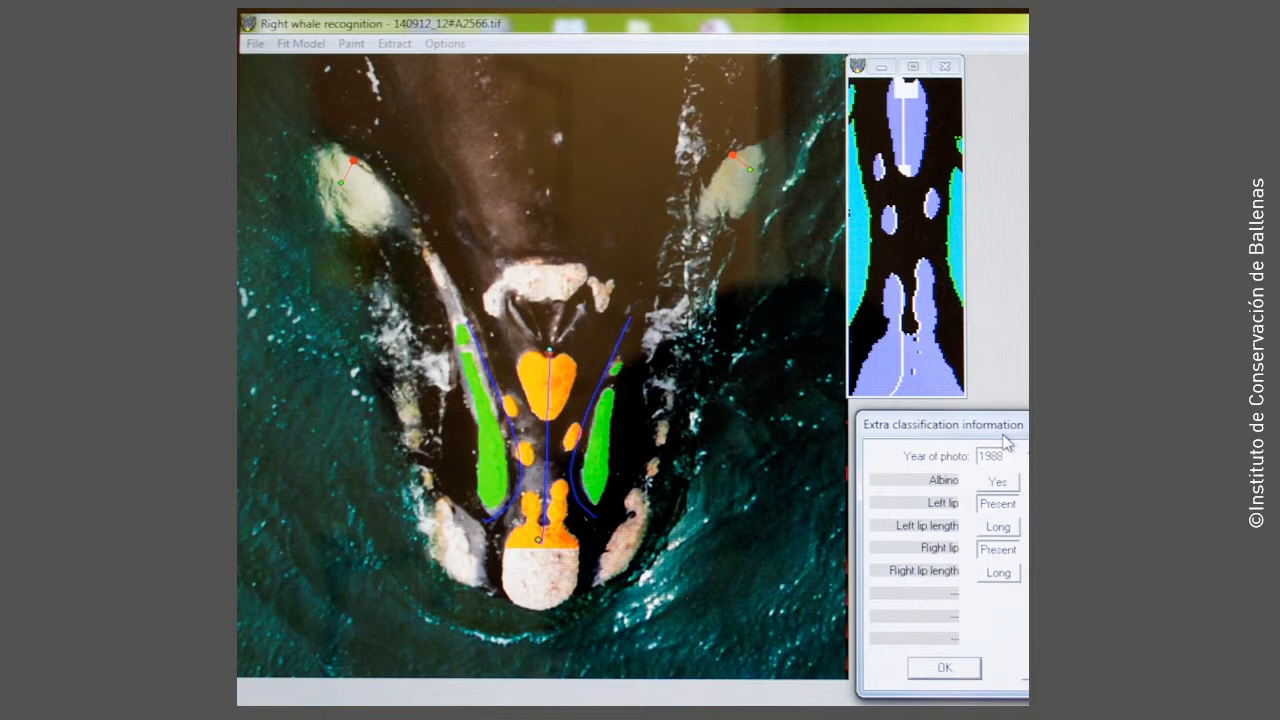 Right whale recognition - 140912_12#A2566.tif
File Fit Model Paint Extract Options
Extra classification information
Year of photo: 1988
Albino Yes
Left lip Present
Left lip length Long
Right lip Present
Right lip length Long
---
---
---
OK
©Instituto de Conservación de Ballenas